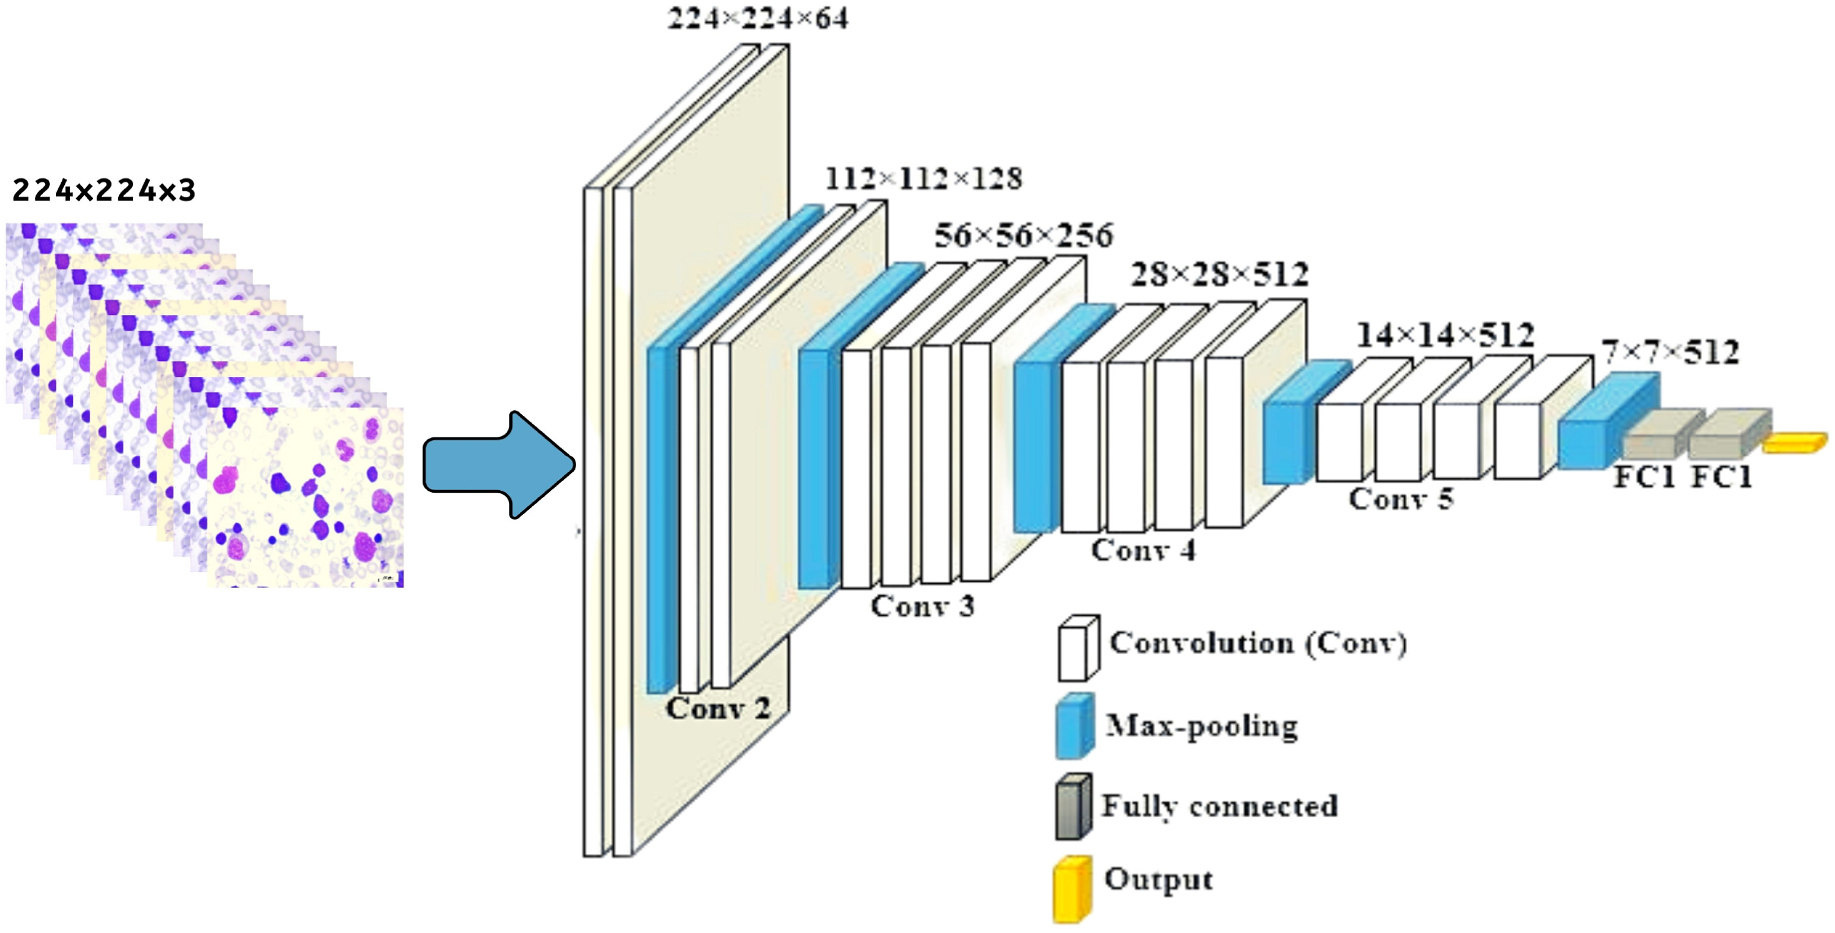 224×224×64
224x224x3
112×112×128
56×56×256
28×28×512
14×14×512
7×7×512
FC1 FC1
Conv 5
Conv 4
Conv 3
Conv 2
Convolution (Conv)
Max-pooling
Fully connected
Output